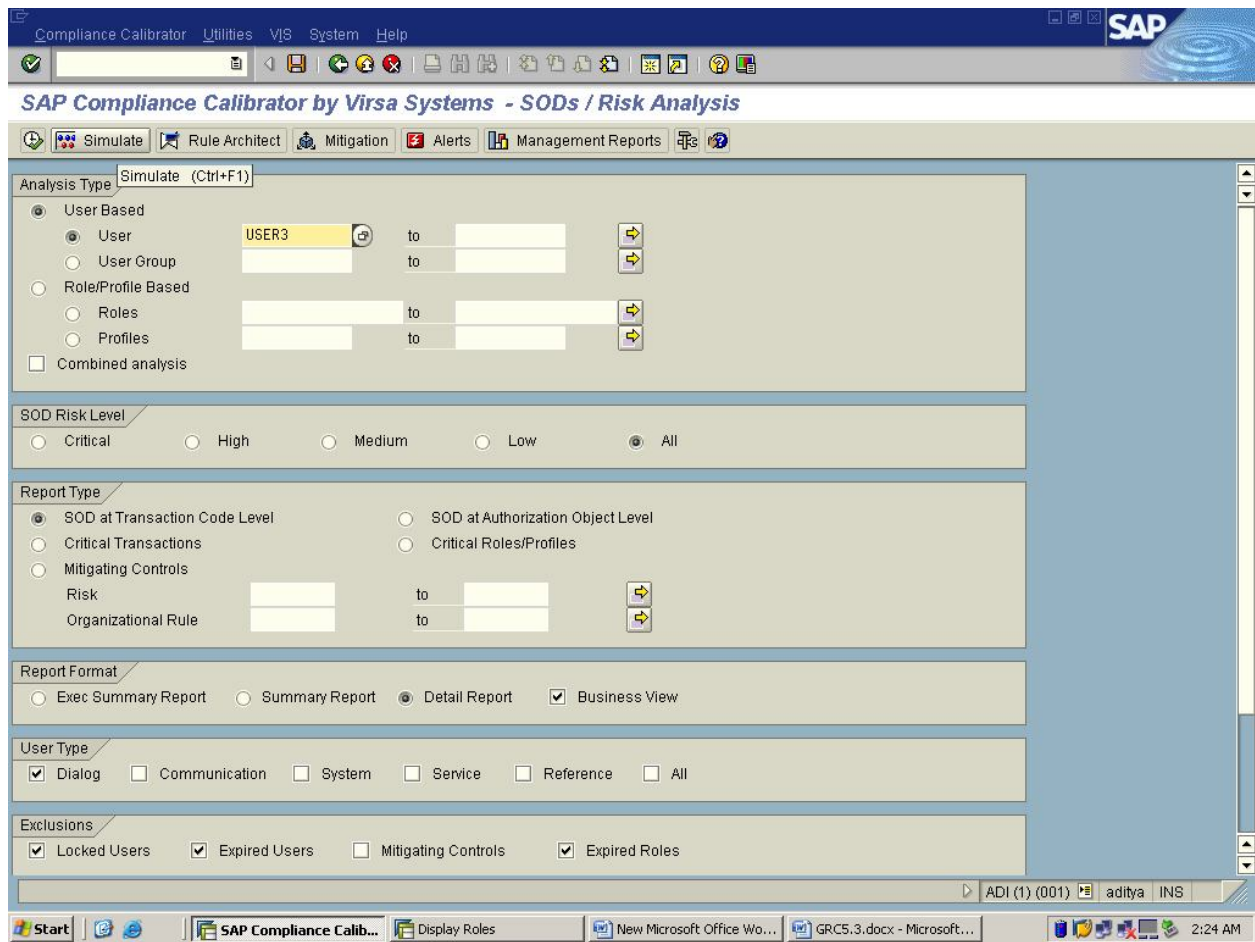 Compliance Calibrator Utilities VIS System Help
SAP
SAP Compliance Calibrator by Virsa Systems - SODs / Risk Analysis
Simulate Rule Architect Mitigation Alerts Management Reports
Simulate (Ctrl+F1)
Analysis Type
User Based
User USER3 to
User Group to
Role/Profile Based
Roles to
Profiles to
Combined analysis
SOD Risk Level
Critical High Medium Low All
Report Type
SOD at Transaction Code Level SOD at Authorization Object Level
Critical Transactions Critical Roles/Profiles
Mitigating Controls
Risk to
Organizational Rule to
Report Format
Exec Summary Report Summary Report Detail Report Business View
User Type
Dialog Communication System Service Reference All
Exclusions
Locked Users Expired Users Mitigating Controls Expired Roles
ADI (1) (001) aditya INS
Start SAP Compliance Calib... Display Roles New Microsoft Office Wo... GRC5.3.docx - Microsoft... 2:24 AM